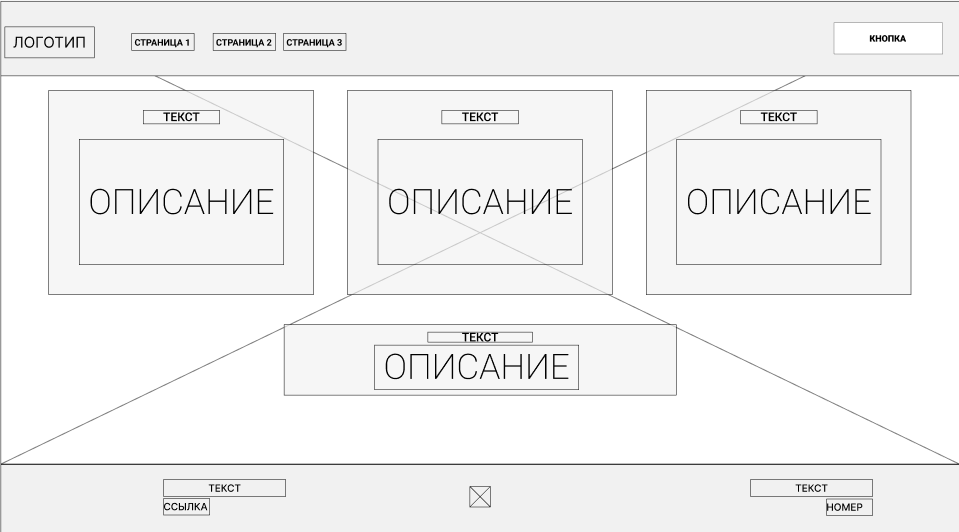 ЛОГОТИП
СТРАНИЦА 1
СТРАНИЦА 2
СТРАНИЦА 3
КНОПКА
ТЕКСТ
ТЕКСТ
ТЕКСТ
ОПИСАНИЕ
ОПИСАНИЕ
ОПИСАНИЕ
ТЕКСТ
ОПИСАНИЕ
ТЕКСТ
ССЫЛКА
ТЕКСТ
НОМЕР